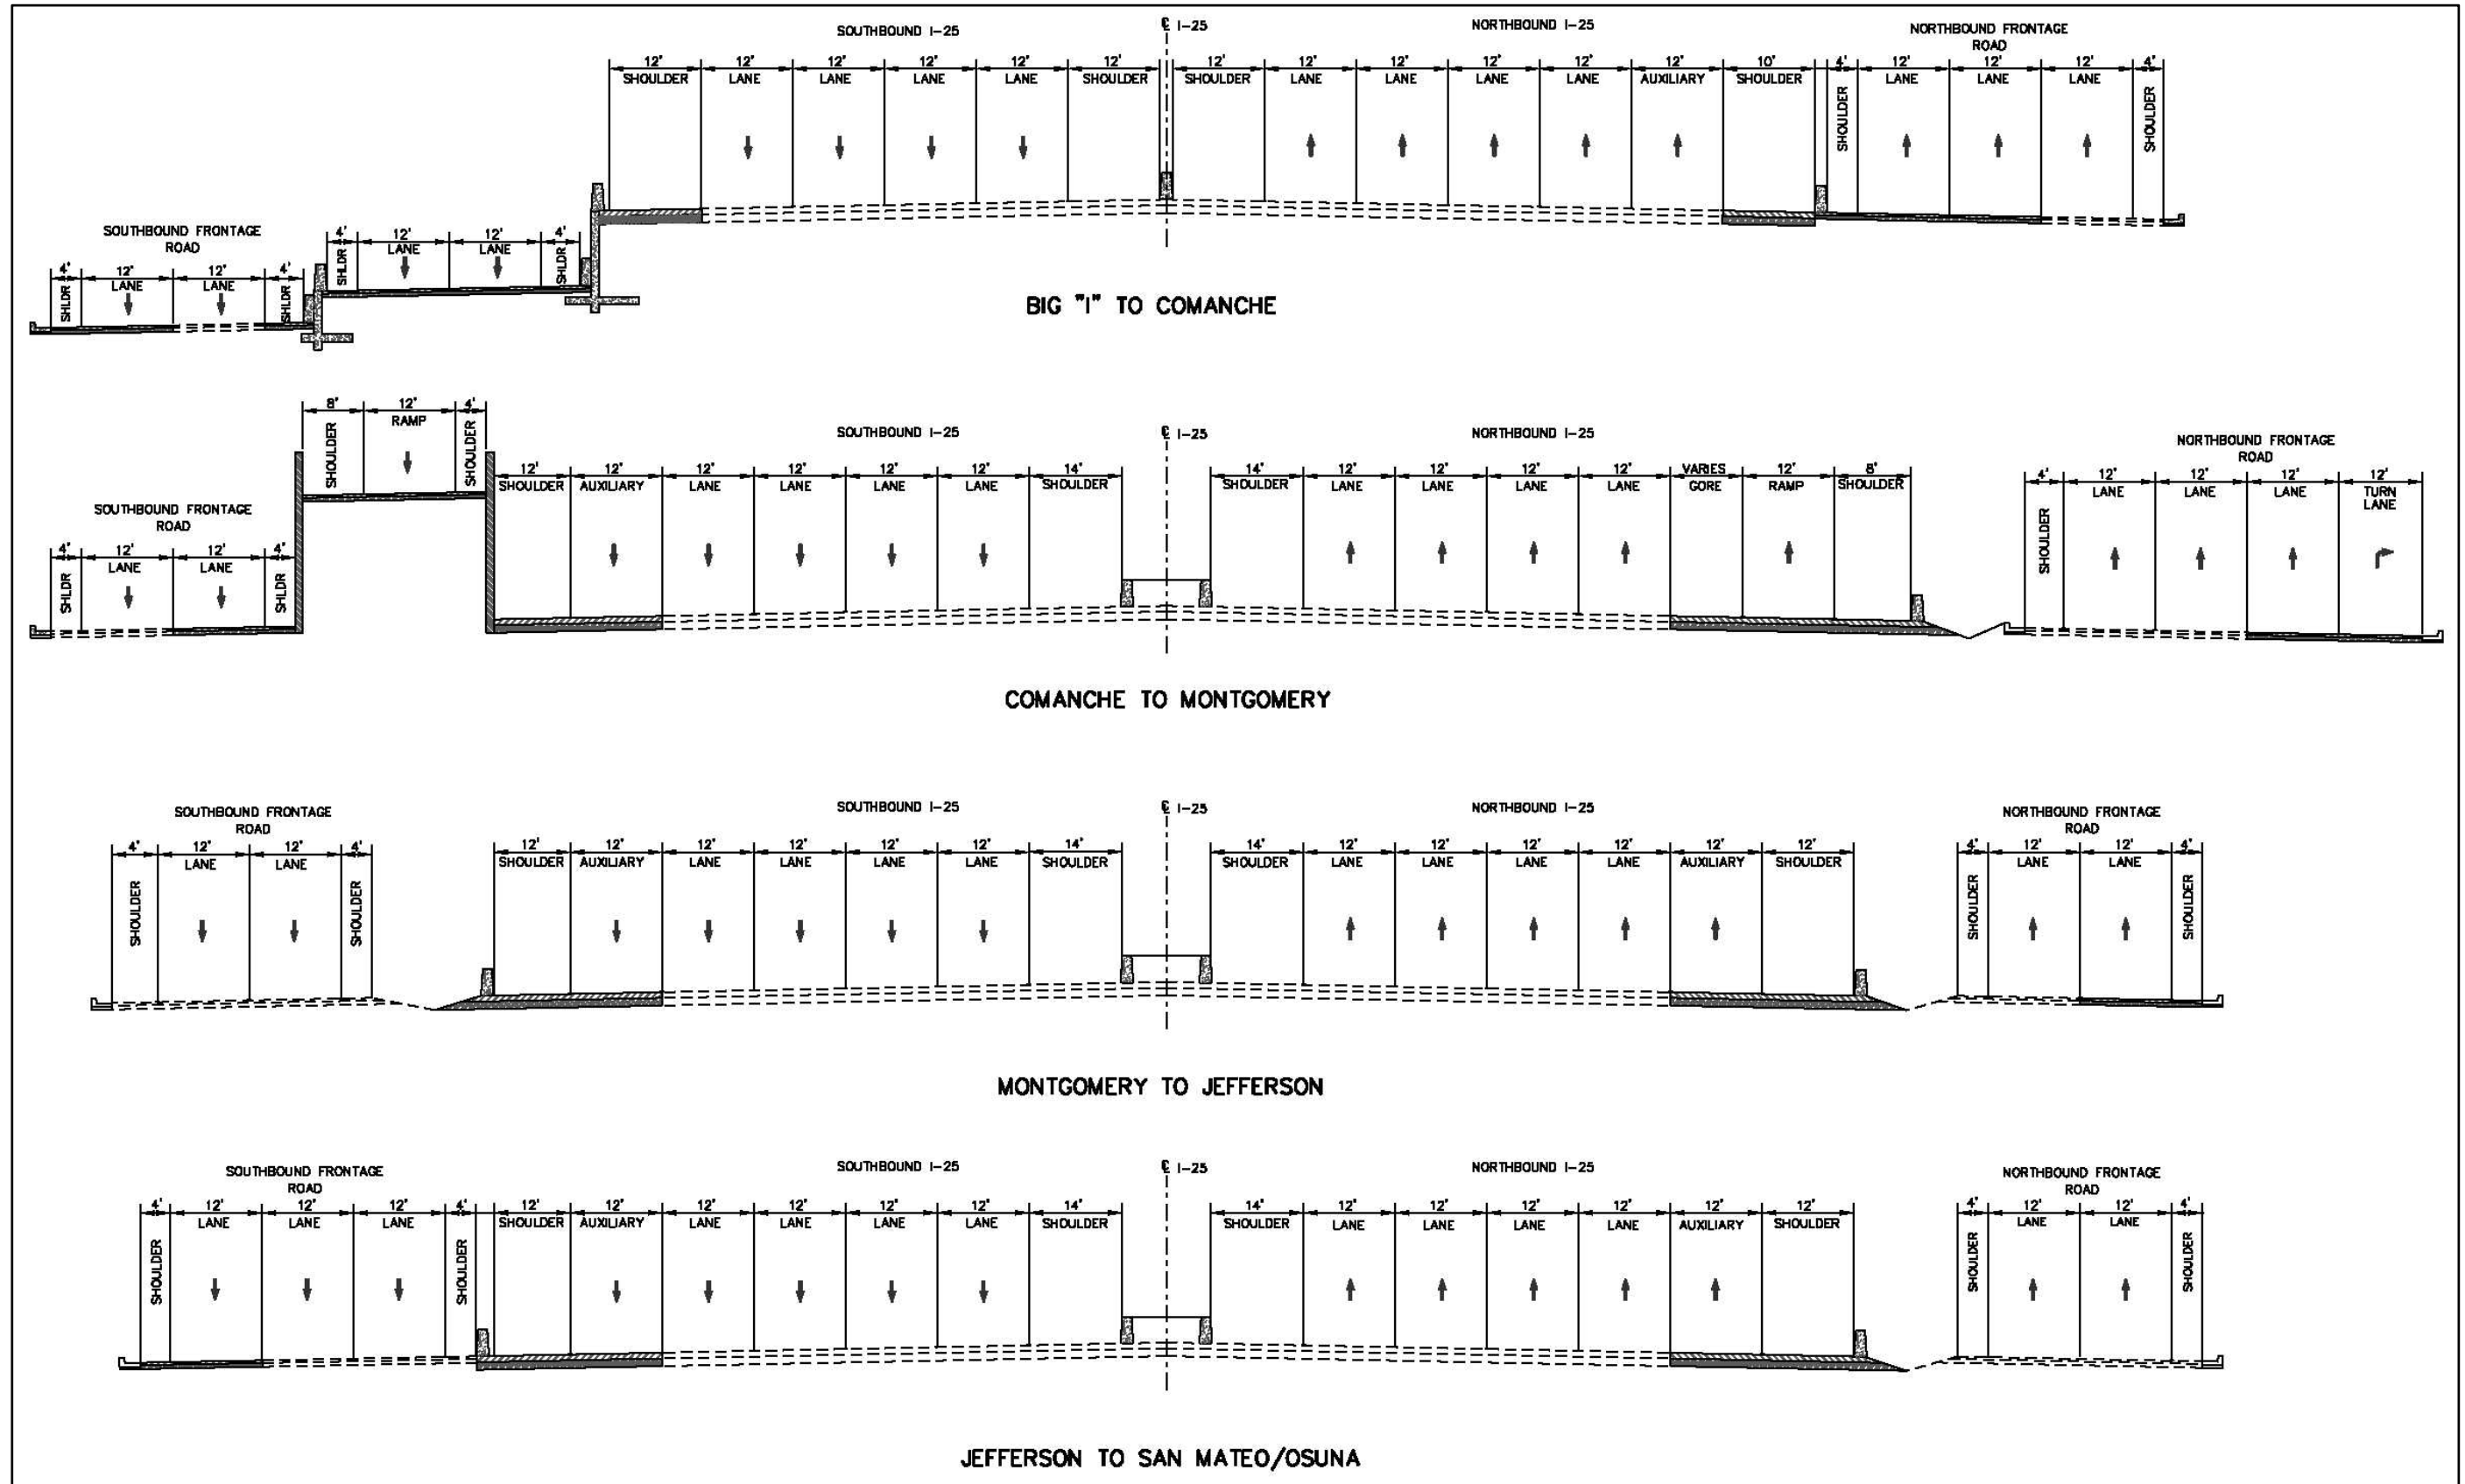 SOUTHBOUND I-25
℄ I-25
NORTHBOUND I-25
NORTHBOUND FRONTAGE
ROAD
12' 12' 12' 12' 12' 12' 12' 12' 12' 12' 12' 12' 10' 4' 12' 12' 12' 4'
SHOULDER LANE LANE LANE LANE SHOULDER SHOULDER LANE LANE LANE LANE AUXILIARY SHOULDER SHOULDER LANE LANE LANE SHOULDER
SOUTHBOUND FRONTAGE
ROAD
4' 12' 12' 4'
SHLDR LANE LANE SHLDR
4' 12' 12' 4'
SHLDR LANE LANE SHLDR
BIG "I" TO COMANCHE
8' 12' 4'
SHOULDER RAMP SHOULDER
SOUTHBOUND I-25
℄ I-25
NORTHBOUND I-25
NORTHBOUND FRONTAGE
ROAD
12' 12' 12' 12' 12' 12' 14' 14' 12' 12' 12' 12' VARIES 12' 8'
SHOULDER AUXILIARY LANE LANE LANE LANE SHOULDER SHOULDER LANE LANE LANE LANE GORE RAMP SHOULDER
4' 12' 12' 12' 12'
SHOULDER LANE LANE LANE TURN
LANE
SOUTHBOUND FRONTAGE
ROAD
4' 12' 12' 4'
SHLDR LANE LANE SHLDR
COMANCHE TO MONTGOMERY
SOUTHBOUND FRONTAGE
ROAD
SOUTHBOUND I-25
℄ I-25
NORTHBOUND I-25
NORTHBOUND FRONTAGE
ROAD
4' 12' 12' 4' 12' 12' 12' 12' 12' 12' 14' 14' 12' 12' 12' 12' 12' 12' 4' 12' 12' 4'
SHOULDER LANE LANE SHOULDER SHOULDER AUXILIARY LANE LANE LANE LANE SHOULDER SHOULDER LANE LANE LANE LANE AUXILIARY SHOULDER SHOULDER LANE LANE SHOULDER
MONTGOMERY TO JEFFERSON
SOUTHBOUND FRONTAGE
ROAD
SOUTHBOUND I-25
℄ I-25
NORTHBOUND I-25
NORTHBOUND FRONTAGE
ROAD
4' 12' 12' 12' 4' 12' 12' 12' 12' 12' 12' 14' 14' 12' 12' 12' 12' 12' 12' 4' 12' 12' 4'
SHOULDER LANE LANE LANE SHOULDER SHOULDER AUXILIARY LANE LANE LANE LANE SHOULDER SHOULDER LANE LANE LANE LANE AUXILIARY SHOULDER SHOULDER LANE LANE SHOULDER
JEFFERSON TO SAN MATEO/OSUNA